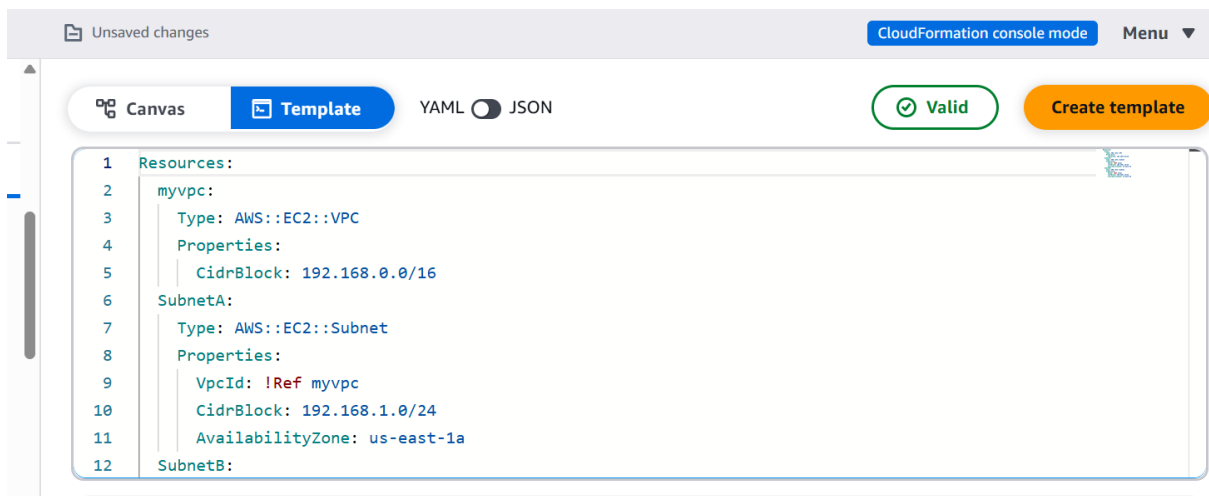 Unsaved changes
CloudFormation console mode
Menu
Canvas
Template
YAML
JSON
Valid
Create template
1 Resources:
2 myvpc:
3 Type: AWS::EC2::VPC
4 Properties:
5 CidrBlock: 192.168.0.0/16
6 SubnetA:
7 Type: AWS::EC2::Subnet
8 Properties:
9 VpcId: !Ref myvpc
10 CidrBlock: 192.168.1.0/24
11 AvailabilityZone: us-east-1a
12 SubnetB: